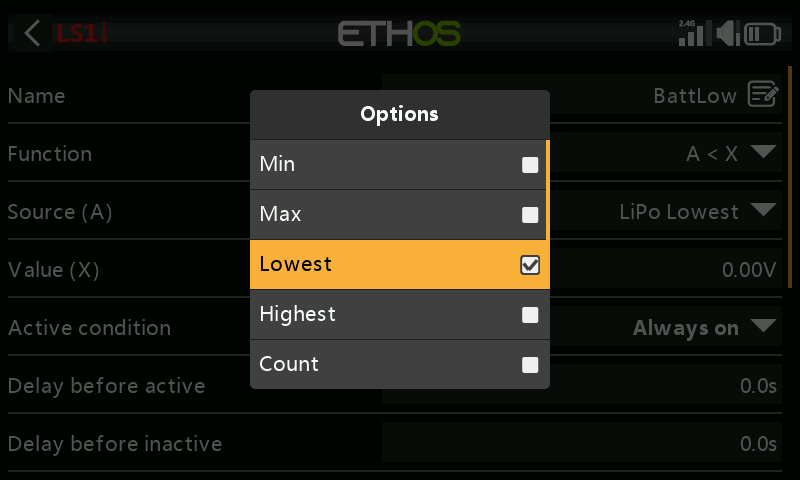 LS1↓ ETHOS 2.4G
Name BattLow
Options
Function A < X
Min
Source (A) LiPo Lowest
Max
Value (X) 0.00V
Lowest
Highest
Active condition Always on
Count
Delay before active 0.0s
Delay before inactive 0.0s